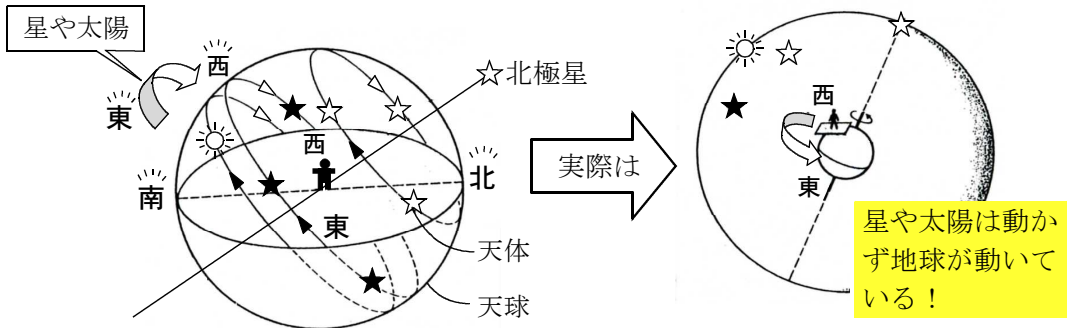 星や太陽
西
東
☆北極星
西
南
北
東
天体
天球
実際は
西
東
星や太陽は動か
ず地球が動いて
いる！